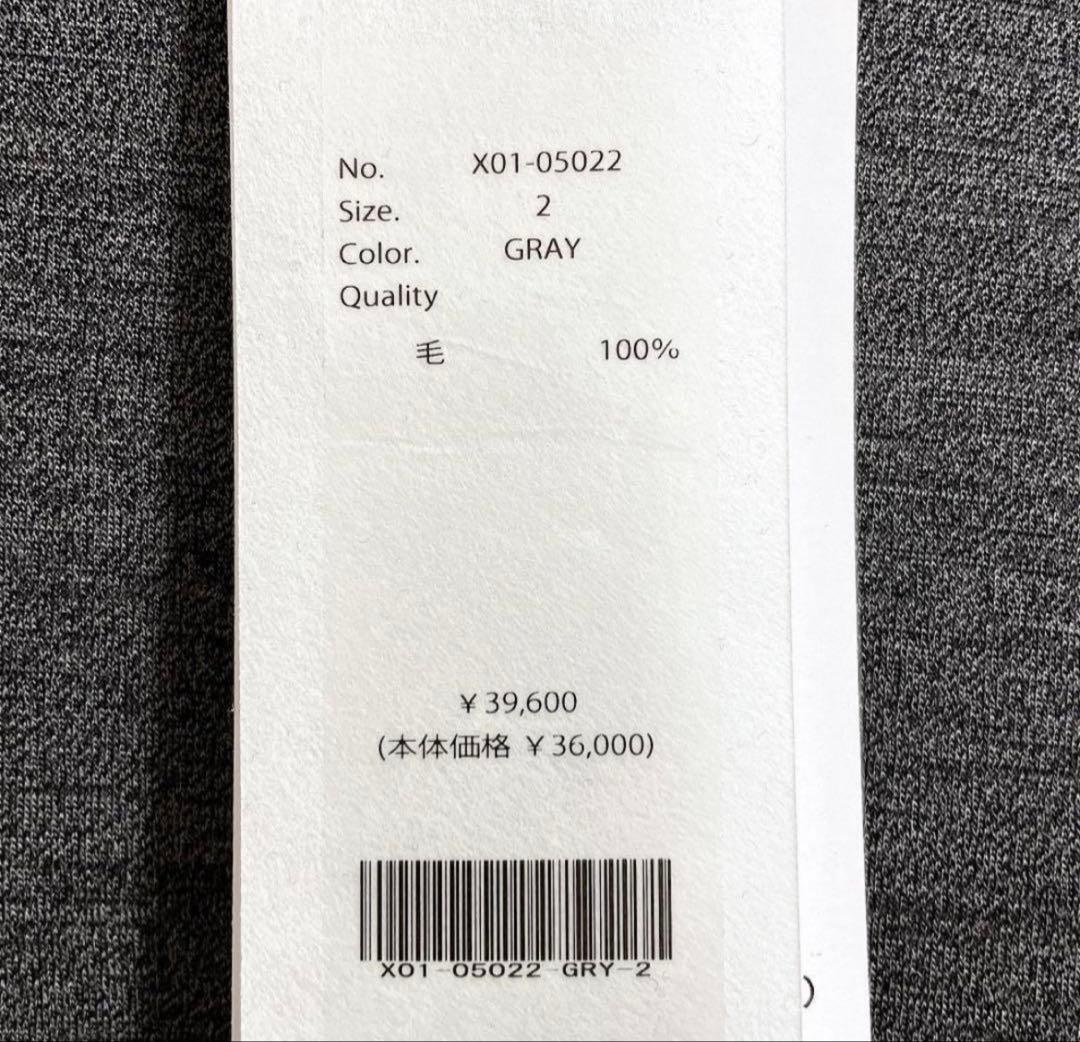 No. X01-05022
Size. 2
Color. GRAY
Quality
毛 100%
¥ 39,600
(本体価格 ¥ 36,000)
X01-05022-GRY-2
)